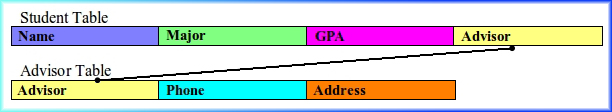 Student Table
Name Major GPA Advisor
Advisor Table
Advisor Phone Address